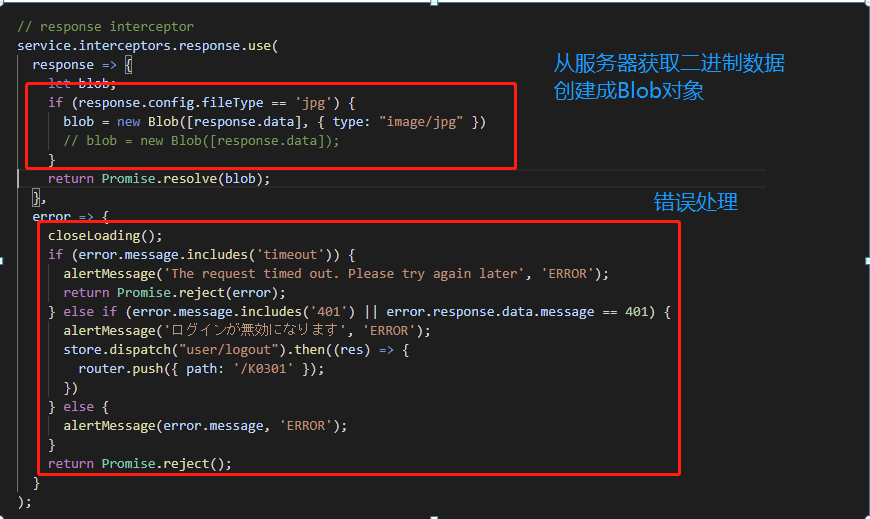 // response interceptor
service.interceptors.response.use(
response => {
let blob;
if (response.config.fileType == 'jpg') {
blob = new Blob([response.data], { type: "image/jpg" })
// blob = new Blob([response.data]);
}
return Promise.resolve(blob);
},
error => {
closeLoading();
if (error.message.includes('timeout')) {
alertMessage('The request timed out. Please try again later', 'ERROR');
return Promise.reject(error);
} else if (error.message.includes('401') || error.response.data.message == 401) {
alertMessage('ログインが無効になります', 'ERROR');
store.dispatch("user/logout").then((res) => {
router.push({ path: '/K0301' });
})
} else {
alertMessage(error.message, 'ERROR');
}
return Promise.reject();
}
);
从服务器获取二进制数据
创建成Blob对象
错误处理